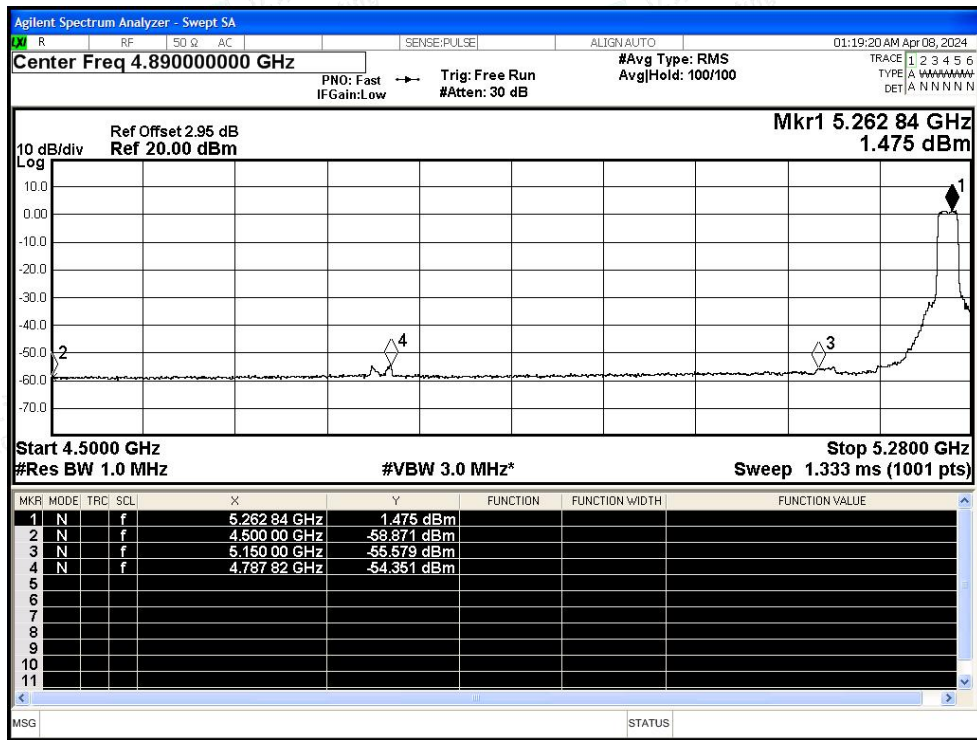 Agilent Spectrum Analyzer - Swept SA
LXI R RF 50 Ω AC SENSE:PULSE ALIGN AUTO 01:19:20 AM Apr 08, 2024
Center Freq 4.890000000 GHz
PNO: Fast
IFGain:Low
Trig: Free Run
#Atten: 30 dB
#Avg Type: RMS
Avg|Hold: 100/100
TRACE 1 2 3 4 5 6
TYPE A WWWWW
DET A N N N N N
Mkr1 5.262 84 GHz
1.475 dBm
Ref Offset 2.95 dB
10 dB/div Ref 20.00 dBm
Log
10.0
0.00
-10.0
-20.0
-30.0
-40.0
-50.0
-60.0
-70.0
1
2
4
3
Start 4.5000 GHz Stop 5.2800 GHz
#Res BW 1.0 MHz #VBW 3.0 MHz* Sweep 1.333 ms (1001 pts)
MKR MODE TRC SCL X Y FUNCTION FUNCTION WIDTH FUNCTION VALUE
1 N f 5.262 84 GHz 1.475 dBm
2 N f 4.500 00 GHz -58.871 dBm
3 N f 5.150 00 GHz -55.579 dBm
4 N f 4.787 82 GHz -54.351 dBm
5
6
7
8
9
10
11
MSG STATUS